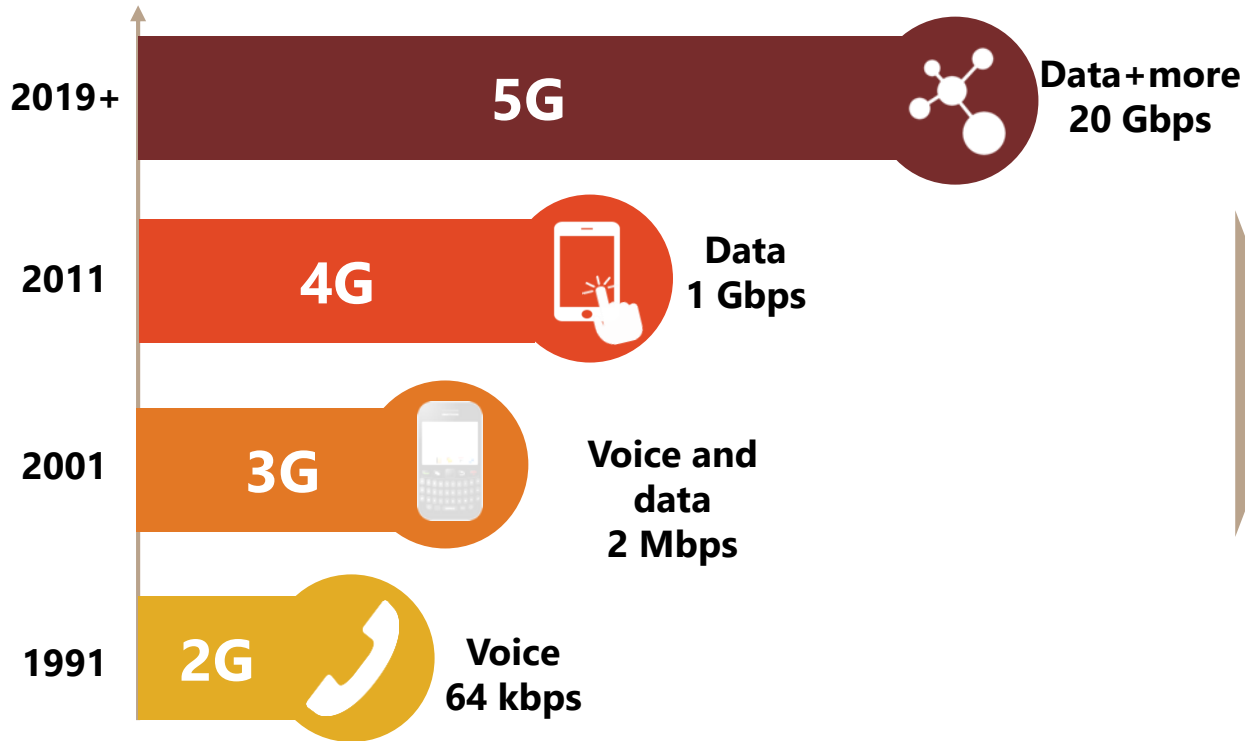 2019+
5G
Data+more
20 Gbps
2011
4G
Data
1 Gbps
2001
3G
Voice and
data
2 Mbps
1991
2G
Voice
64 kbps